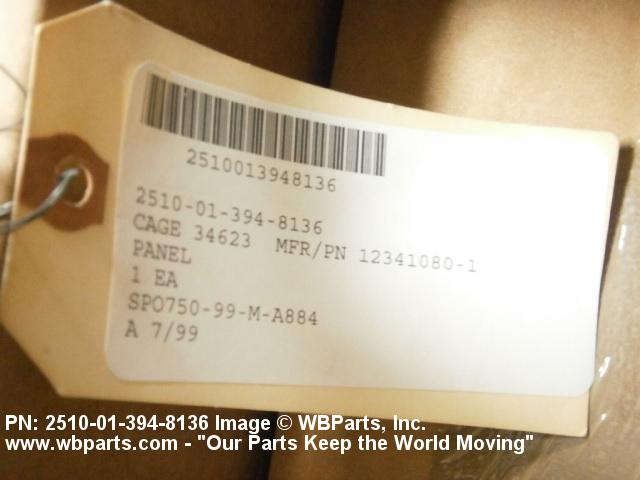 2510013948136
2510-01-394-8136
CAGE 34623 MFR/PN 12341080-1
PANEL
1 EA
SPO750-99-M-A884
A 7/99
PN: 2510-01-394-8136 Image © WBParts, Inc.
www.wbparts.com - "Our Parts Keep the World Moving"